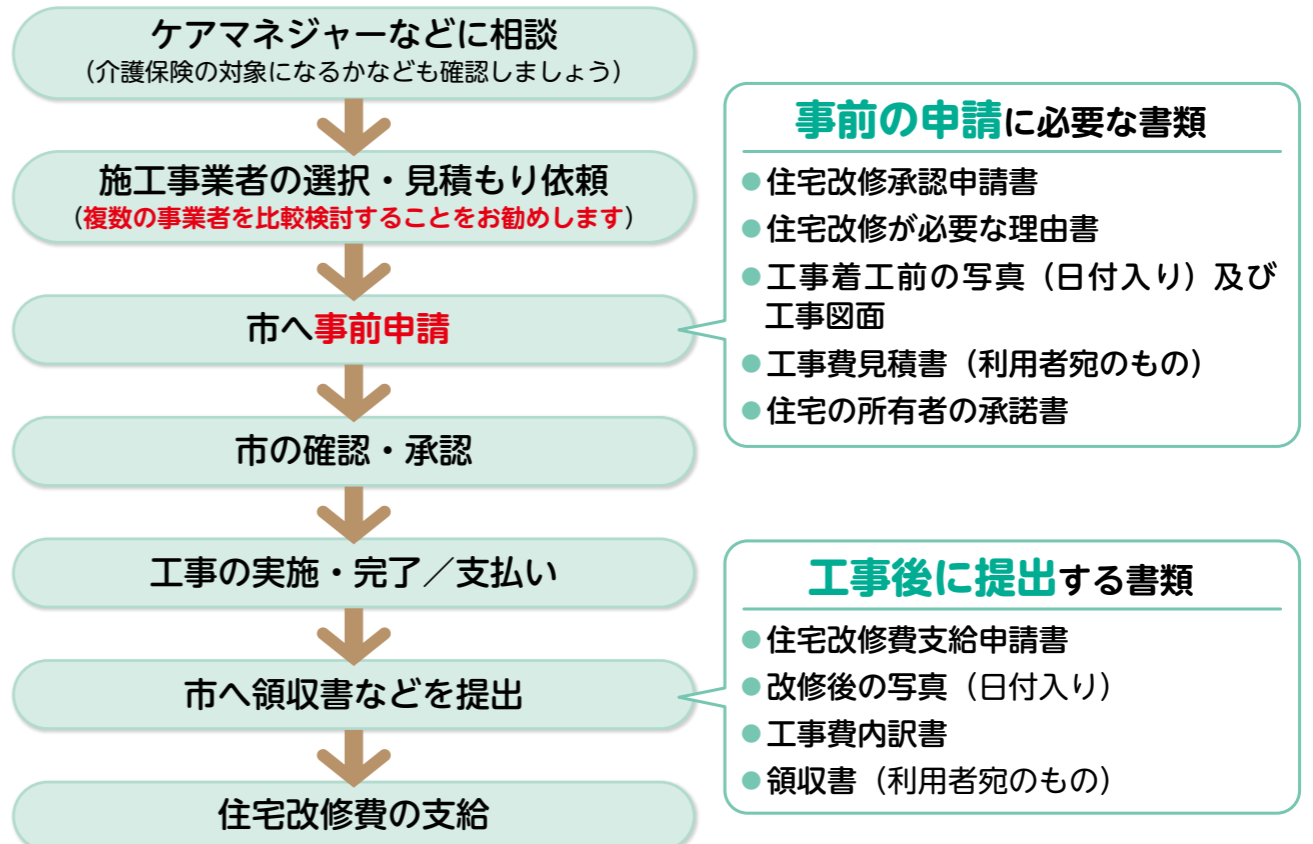 ケアマネジャーなどに相談
（介護保険の対象になるかなども確認しましょう）
施工事業者の選択・見積もり依頼
（複数の事業者を比較検討することをお勧めします）
市へ事前申請
市の確認・承認
工事の実施・完了／支払い
市へ領収書などを提出
住宅改修費の支給
事前の申請に必要な書類
●住宅改修承認申請書
●住宅改修が必要な理由書
●工事着工前の写真（日付入り）及び
工事図面
●工事費見積書（利用者宛のもの）
●住宅の所有者の承諾書
工事後に提出する書類
●住宅改修費支給申請書
●改修後の写真（日付入り）
●工事費内訳書
●領収書（利用者宛のもの）